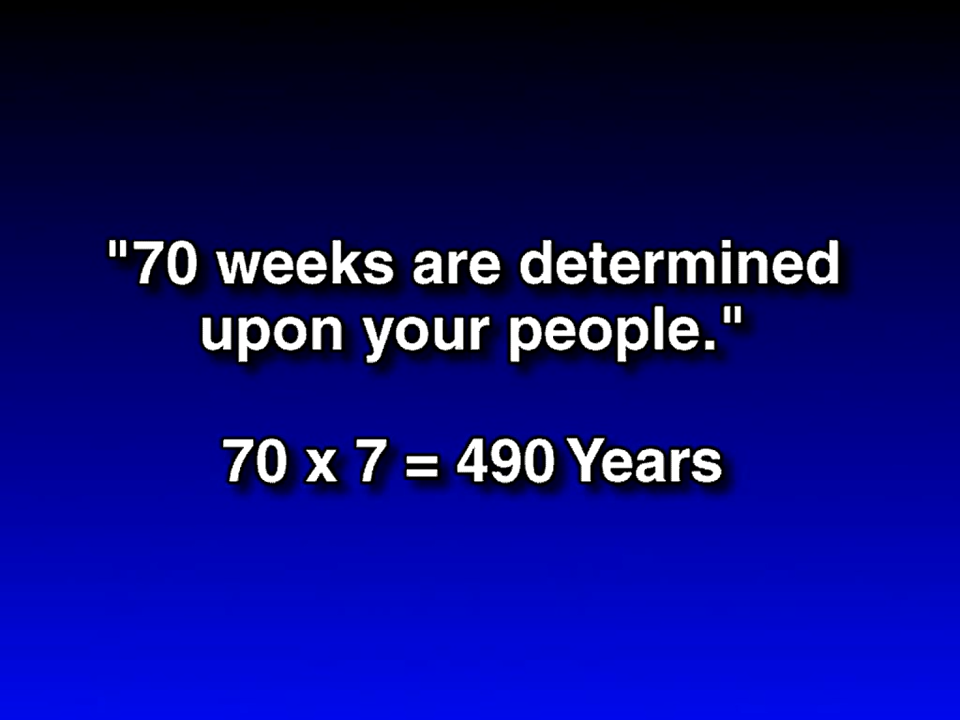 "70 weeks are determined
upon your people."
70 x 7 = 490 Years